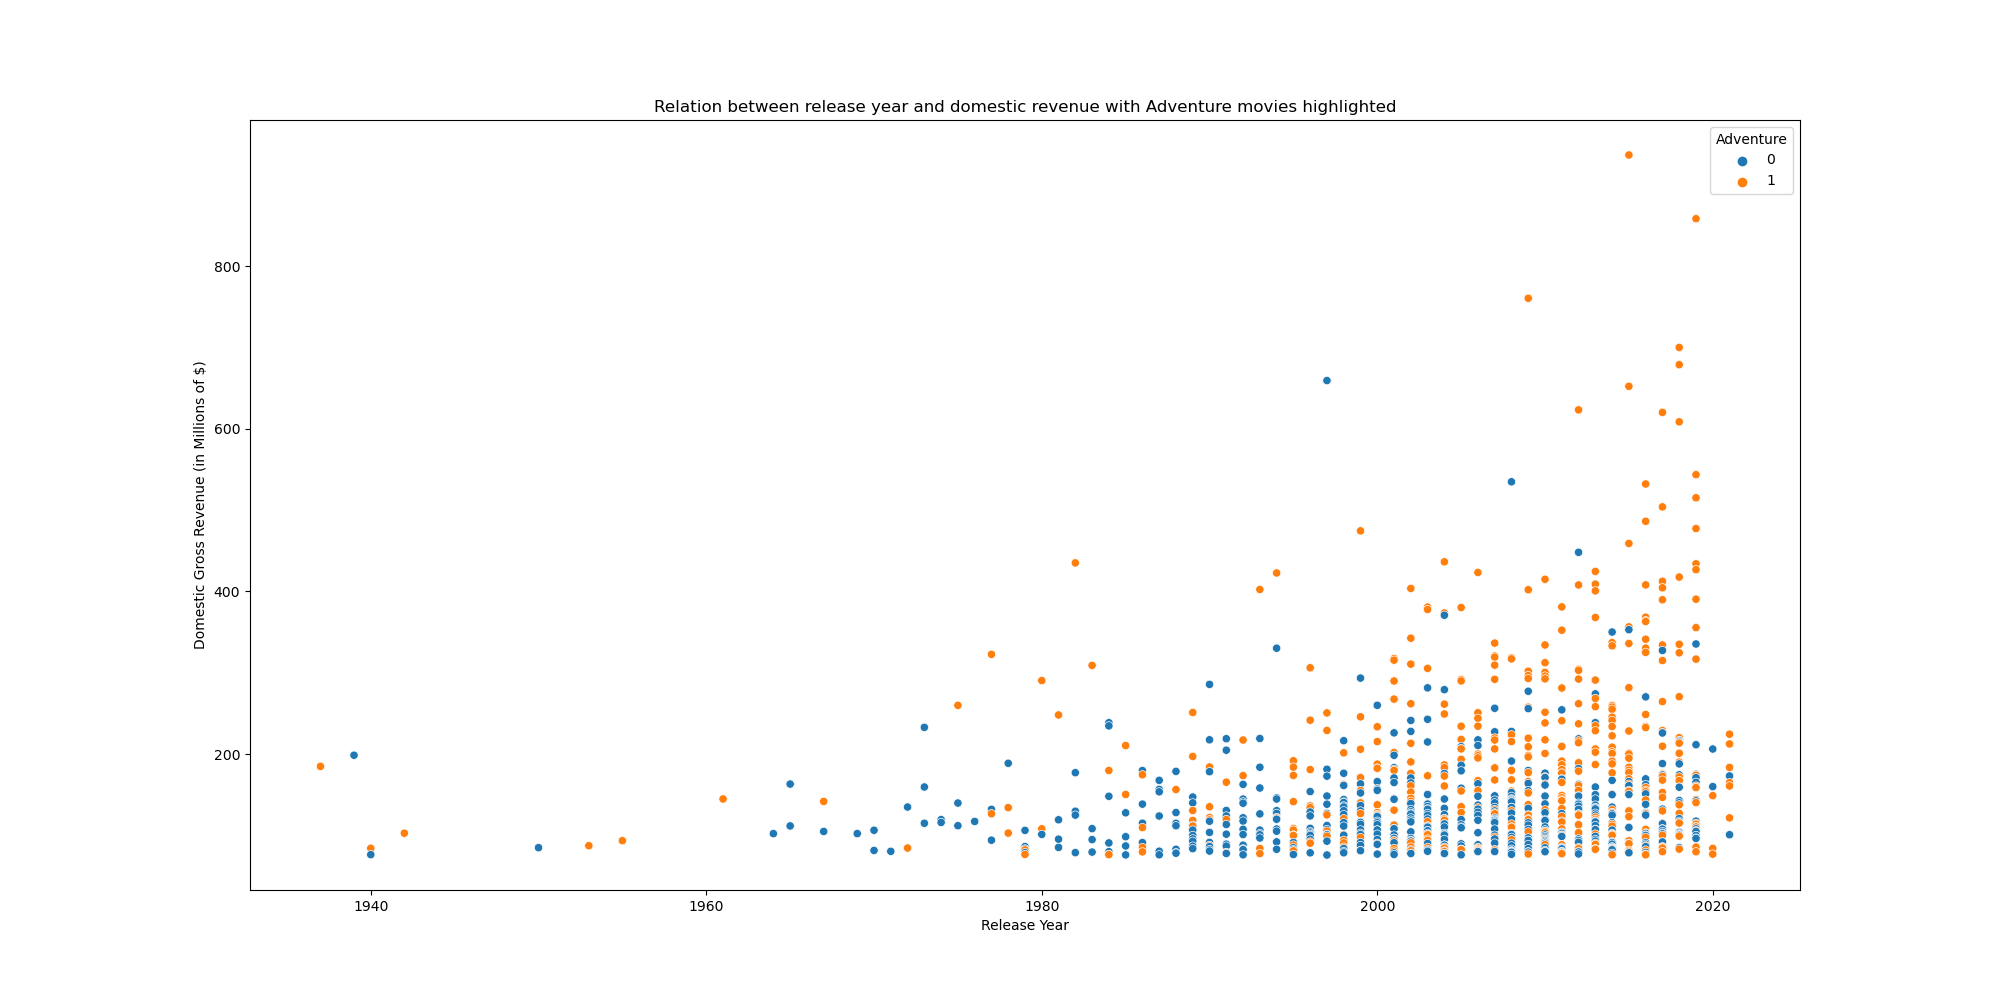 Relation between release year and domestic revenue with Adventure movies highlighted
Adventure
0
1
800
600
400
200
Domestic Gross Revenue (in Millions of $)
1940
1960
1980
2000
2020
Release Year